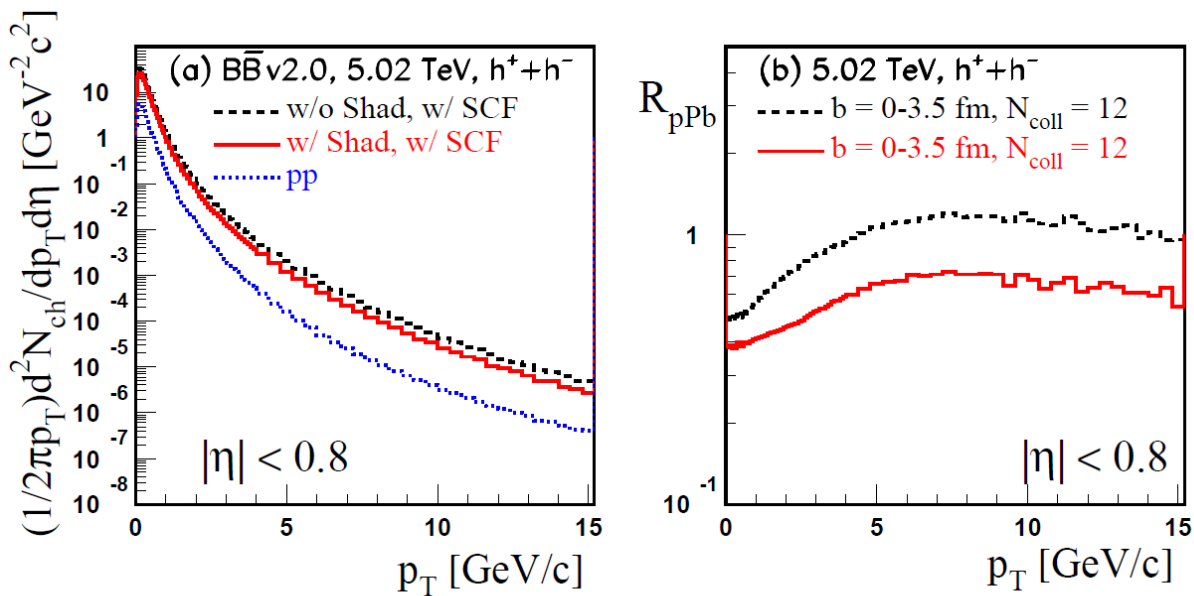 (1/2πp_T)d²N_ch/dp_Tdη [GeV⁻²c²]
(a) BB̅ v2.0, 5.02 TeV, h⁺+h⁻
w/o Shad, w/ SCF
w/ Shad, w/ SCF
pp
10
1
10 -1
10 -2
10 -3
10 -4
10 -5
10 -6
10 -7
10 -8
|η| < 0.8
0 5 10 15
p_T [GeV/c]
R_pPb
(b) 5.02 TeV, h⁺+h⁻
b = 0-3.5 fm, N_coll = 12
b = 0-3.5 fm, N_coll = 12
1
10 -1
|η| < 0.8
0 5 10 15
p_T [GeV/c]